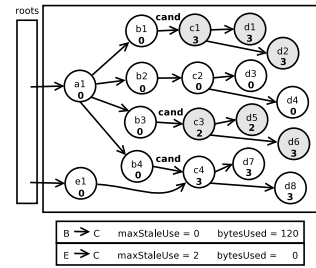 roots
b1
0
cand
c1
3
d1
3
d2
3
a1
0
b2
0
c2
0
d3
0
d4
0
b3
0
cand
c3
2
d5
2
d6
3
b4
0
cand
c4
3
d7
3
d8
3
e1
0
B → C maxStaleUse = 0 bytesUsed = 120
E → C maxStaleUse = 2 bytesUsed = 0